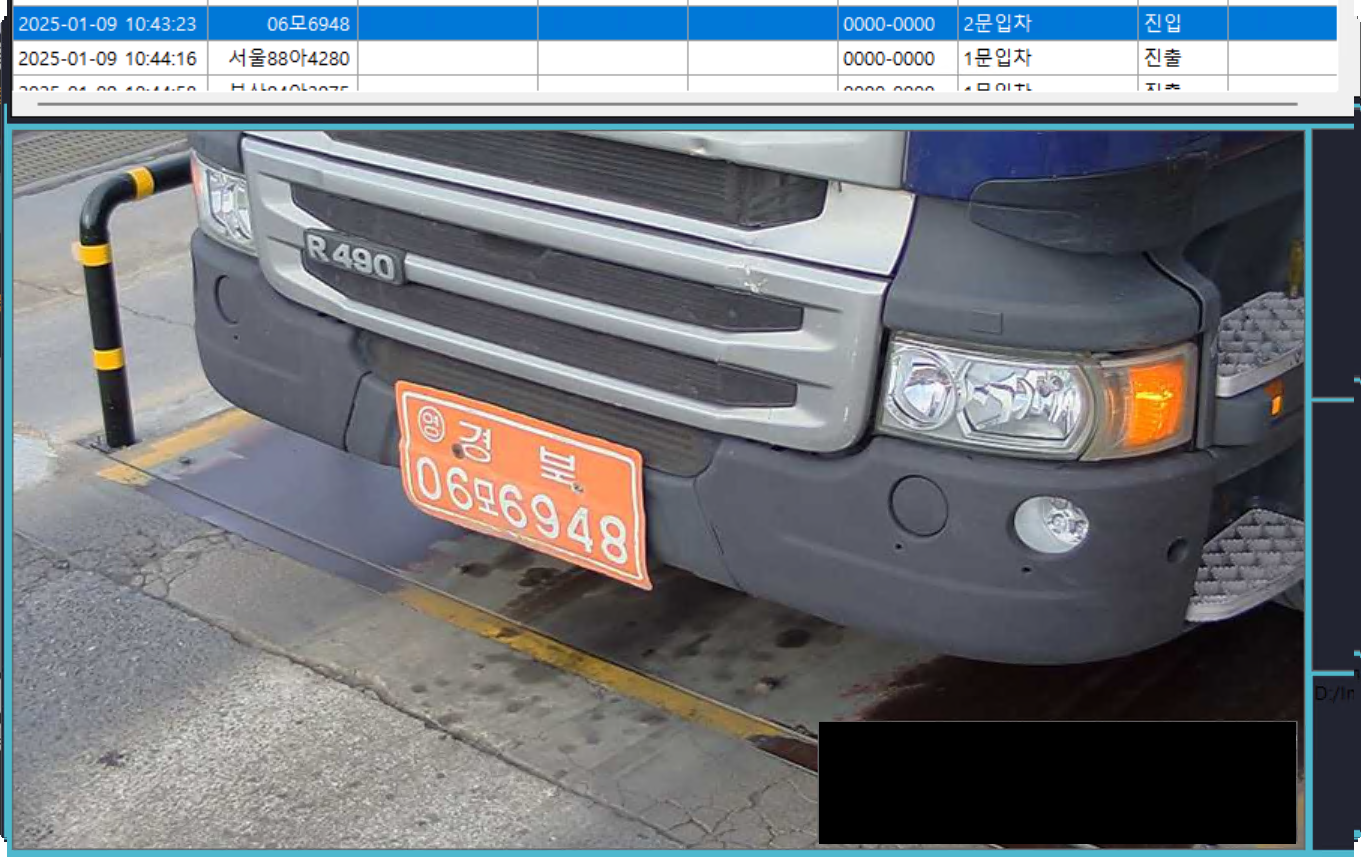 2025-01-09 10:43:23 06모6948 0000-0000 2문입차 진입
2025-01-09 10:44:16 서울88아4280 0000-0000 1문입차 진출
R490
영 경 북
06모6948
D:/In